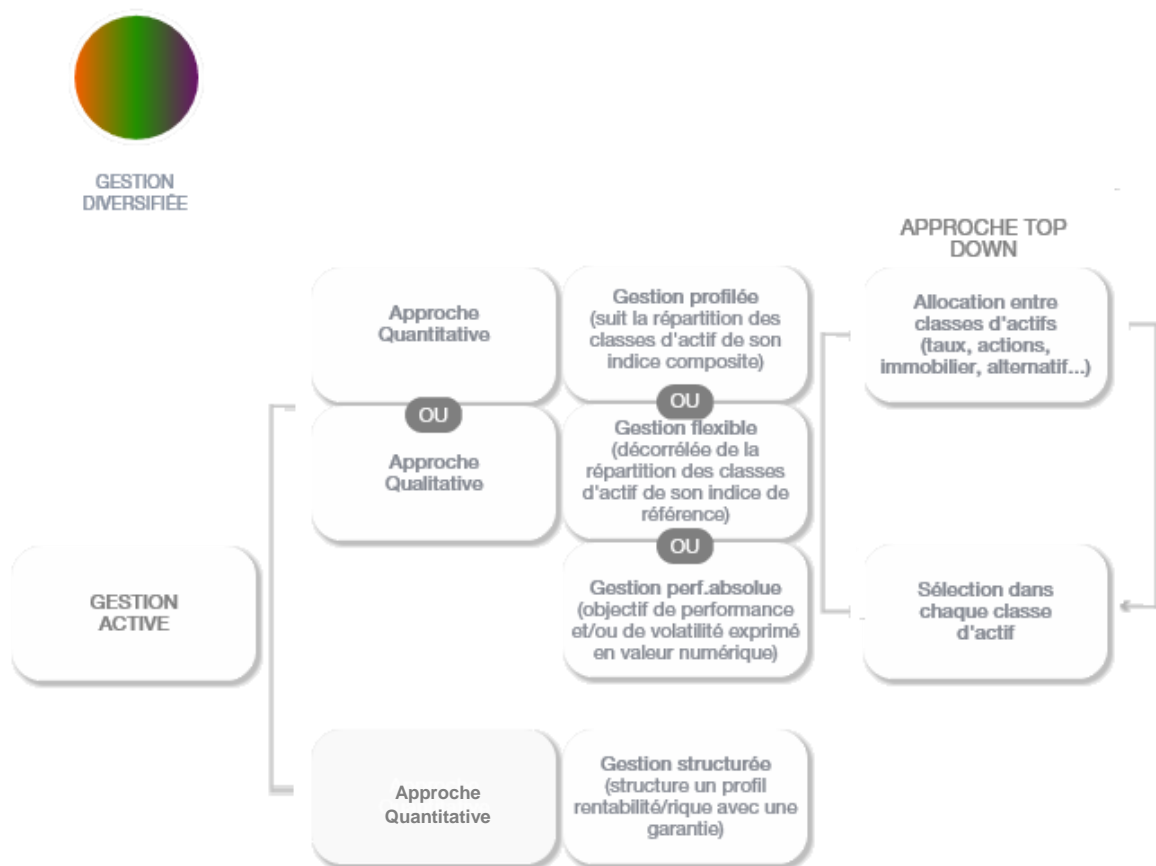 GESTION
DIVERSIFIÉE
APPROCHE TOP
DOWN
Approche
Quantitative
OU
Approche
Qualitative
Gestion profilée
(suit la répartition des
classes d'actif de son
indice composite)
OU
Gestion flexible
(décorrélée de la
répartition des classes
d'actif de son indice de
référence)
OU
Gestion perf.absolue
(objectif de performance
et/ou de volatilité exprimé
en valeur numérique)
Allocation entre
classes d'actifs
(taux, actions,
immobilier, alternatif...)
Sélection dans
chaque classe
d'actif
GESTION
ACTIVE
Approche
Quantitative
Gestion structurée
(structure un profil
rentabilité/rique avec une
garantie)